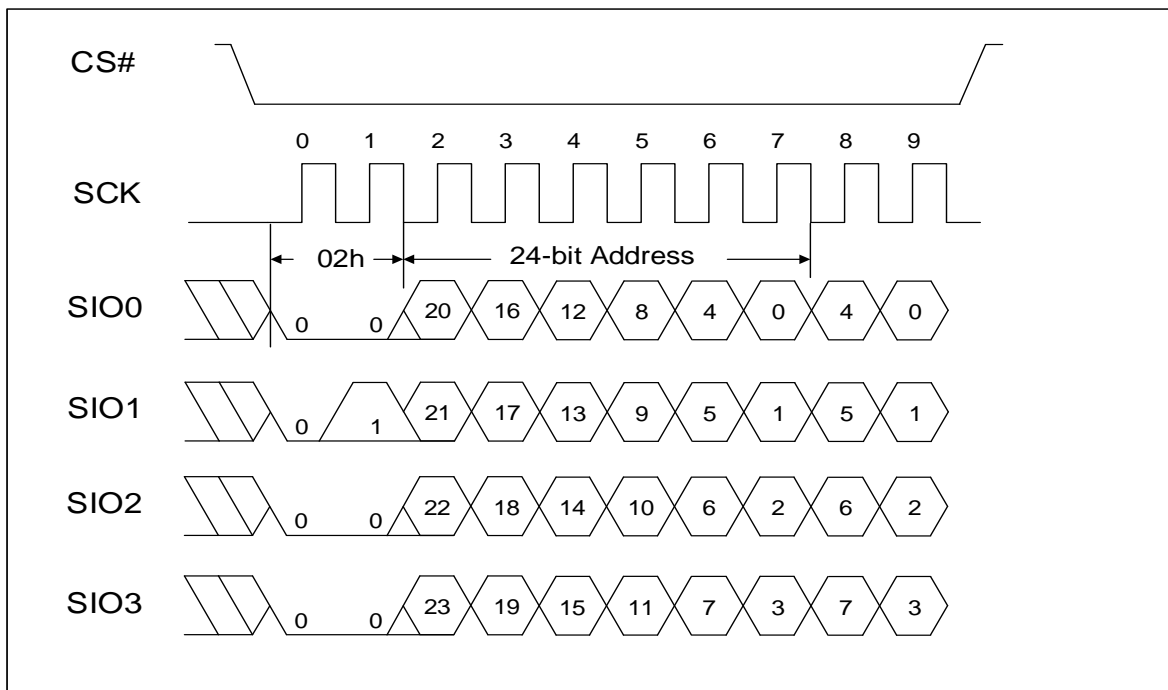 CS#
0 1 2 3 4 5 6 7 8 9
SCK
02h 24-bit Address
SIO0 0 0 20 16 12 8 4 0 4 0
SIO1 0 1 21 17 13 9 5 1 5 1
SIO2 0 0 22 18 14 10 6 2 6 2
SIO3 0 0 23 19 15 11 7 3 7 3